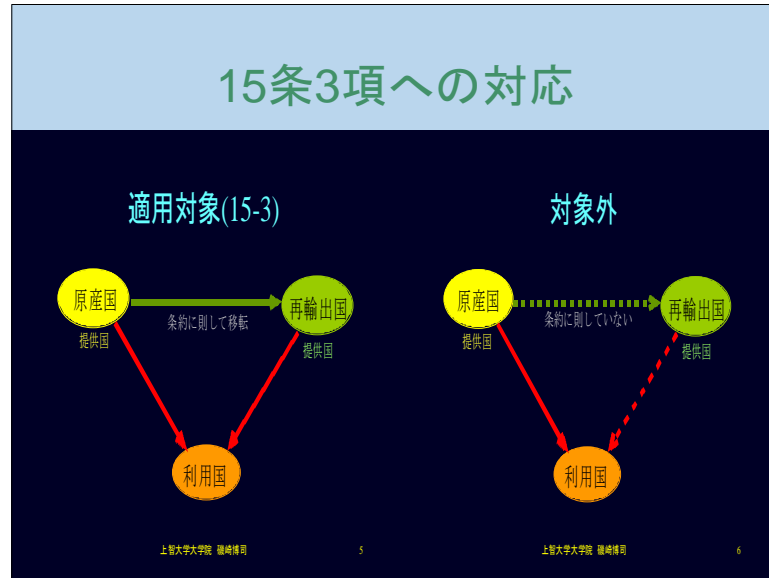 15条3項への対応
適用対象(15-3)
原産国
提供国
条約に則して移転
再輸出国
提供国
利用国
上智大学大学院 磯崎博司
5
対象外
原産国
提供国
条約に則していない
再輸出国
提供国
利用国
上智大学大学院 磯崎博司
6